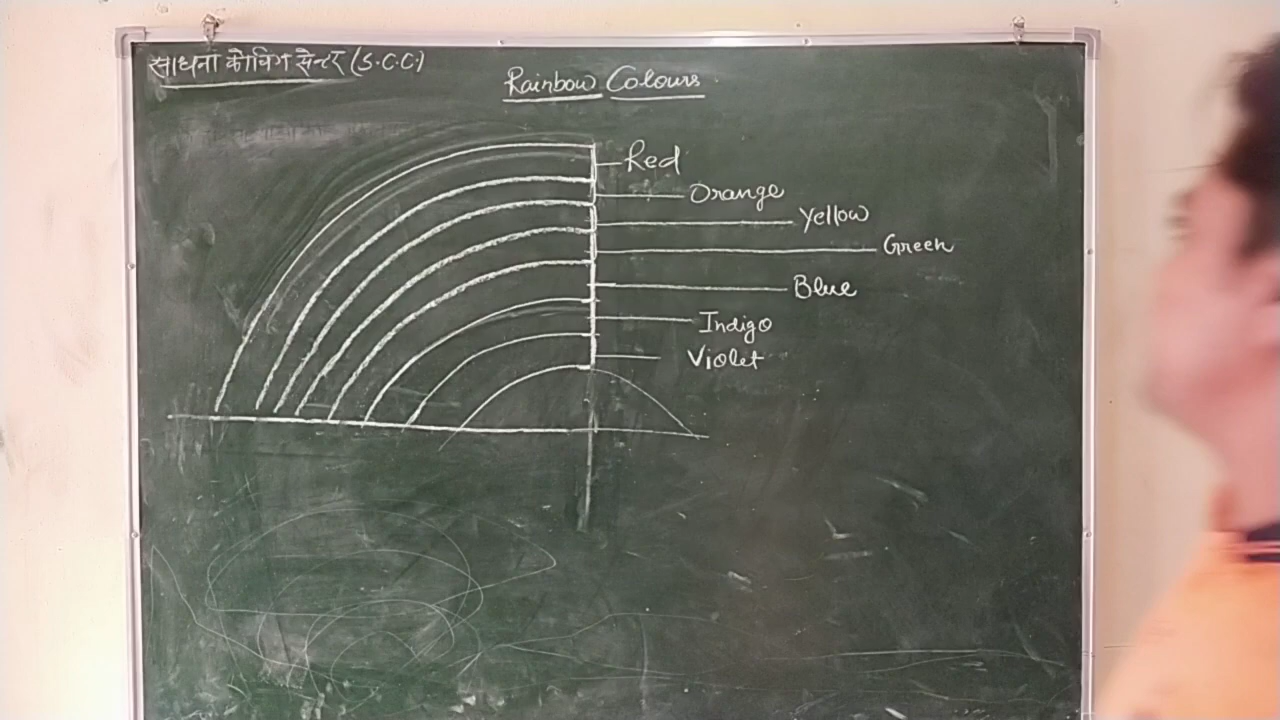 साधना कोचिंग सेन्टर (S.C.C.)
Rainbow Colours
Red
Orange
Yellow
Green
Blue
Indigo
Violet